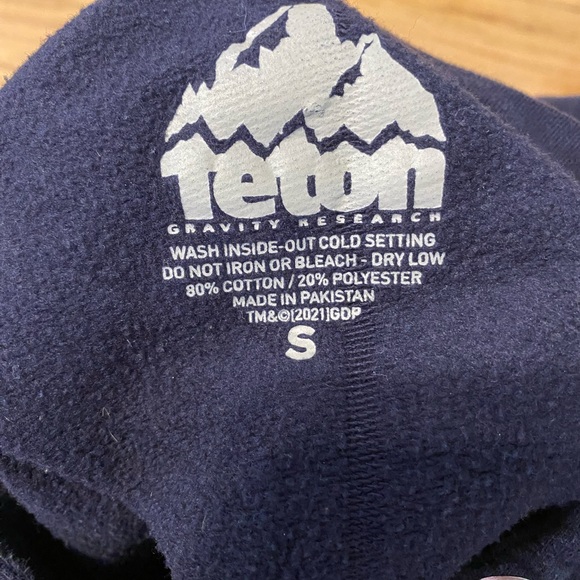 Teton
GRAVITY RESEARCH
WASH INSIDE-OUT COLD SETTING
DO NOT IRON OR BLEACH - DRY LOW
80% COTTON / 20% POLYESTER
MADE IN PAKISTAN
TM&©[2021]GDP
S